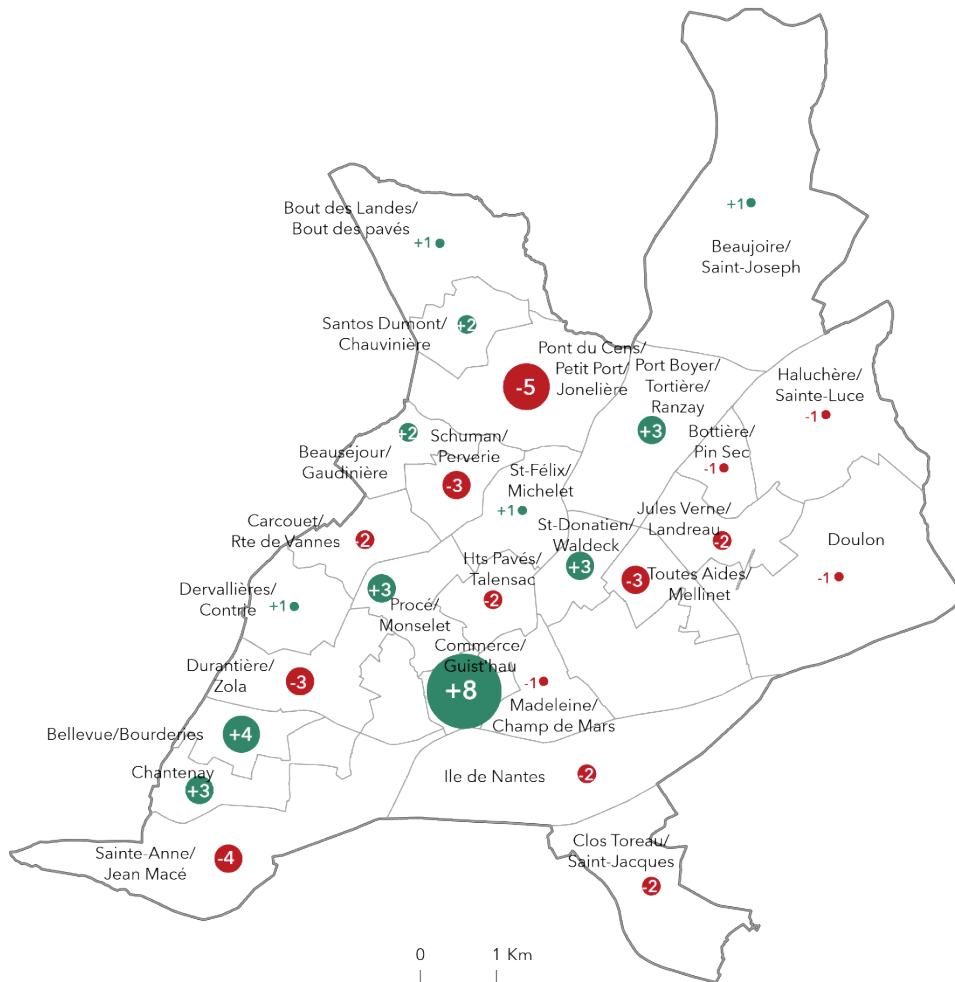 +1
Beaujoire/
Saint-Joseph
Bout des Landes/
Bout des pavés
+1
Santos Dumont/
Chauvinière
+2
Pont du Cens/
Petit Port/
Jonelière
-5
Port Boyer/
Tortière/
Ranzay
+3
Haluchère/
Sainte-Luce
-1
Bottière/
Pin Sec
-1
+2
Beauséjour/
Gaudinière
Schuman/
Perverie
-3
St-Félix/
Michelet
+1
Jules Verne/
Landreau
-2
Doulon
-1
Carcouet/
Rte de Vannes
-2
St-Donatien/
Waldeck
+3
Hts Pavés/
Talensac
-2
-3
Toutes Aides/
Mellinet
Dervallières/
Contrie
+1
+3
Procé/
Monselet
Commerce/
Guist'hau
+8
-1
Madeleine/
Champ de Mars
Durantière/
Zola
-3
Bellevue/Bourderies
+4
Chantenay
+3
Ile de Nantes
-2
Sainte-Anne/
Jean Macé
-4
Clos Toreau/
Saint-Jacques
-2
0 1 Km